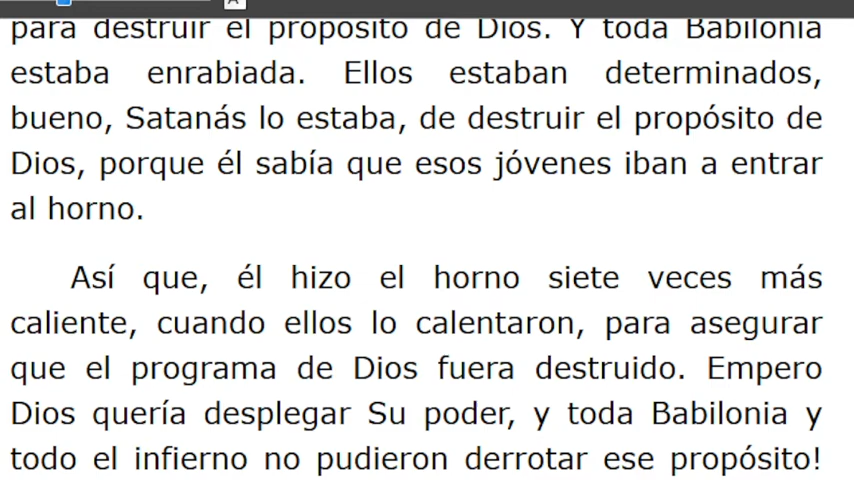 para destruir el propósito de Dios. Y toda Babilonia
estaba enrabiada. Ellos estaban determinados,
bueno, Satanás lo estaba, de destruir el propósito de
Dios, porque él sabía que esos jóvenes iban a entrar
al horno.
Así que, él hizo el horno siete veces más
caliente, cuando ellos lo calentaron, para asegurar
que el programa de Dios fuera destruido. Empero
Dios quería desplegar Su poder, y toda Babilonia y
todo el infierno no pudieron derrotar ese propósito!